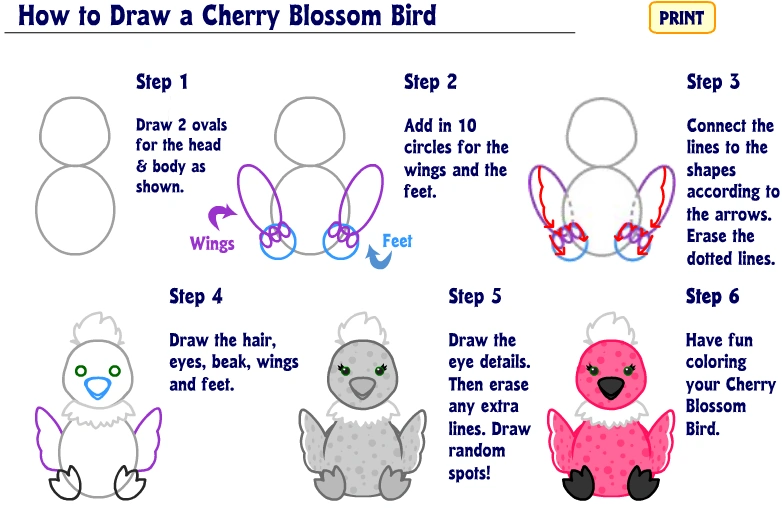 How to Draw a Cherry Blossom Bird
PRINT
Step 1
Draw 2 ovals
for the head
& body as
shown.
Step 2
Add in 10
circles for the
wings and the
feet.
Wings
Feet
Step 3
Connect the
lines to the
shapes
according to
the arrows.
Erase the
dotted lines.
Step 4
Draw the hair,
eyes, beak, wings
and feet.
Step 5
Draw the
eye details.
Then erase
any extra
lines. Draw
random
spots!
Step 6
Have fun
coloring
your Cherry
Blossom
Bird.